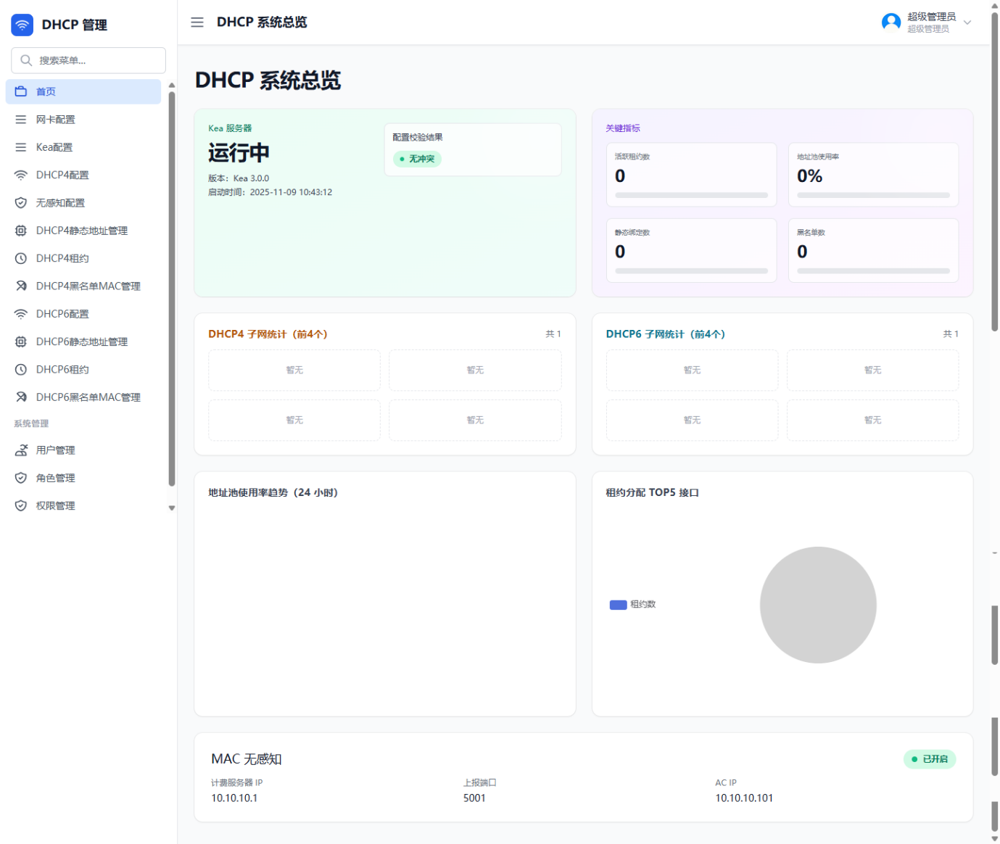 DHCP 管理
搜索菜单...
首页
网卡配置
Kea配置
DHCP4配置
无感知配置
DHCP4静态地址管理
DHCP4租约
DHCP4黑名单MAC管理
DHCP6配置
DHCP6静态地址管理
DHCP6租约
DHCP6黑名单MAC管理
系统管理
用户管理
角色管理
权限管理
DHCP 系统总览
超级管理员
超级管理员
DHCP 系统总览
Kea 服务器
运行中
版本：Kea 3.0.0
启动时间：2025-11-09 10:43:12
配置校验结果
无冲突
关键指标
活跃租约数
0
地址池使用率
0%
静态绑定数
0
黑名单数
0
DHCP4 子网统计（前4个）
共 1
暂无
暂无
暂无
暂无
DHCP6 子网统计（前4个）
共 1
暂无
暂无
暂无
暂无
地址池使用率趋势（24 小时）
租约分配 TOP5 接口
租约数
MAC 无感知
已开启
计费服务器 IP
10.10.10.1
上报端口
5001
AC IP
10.10.10.101